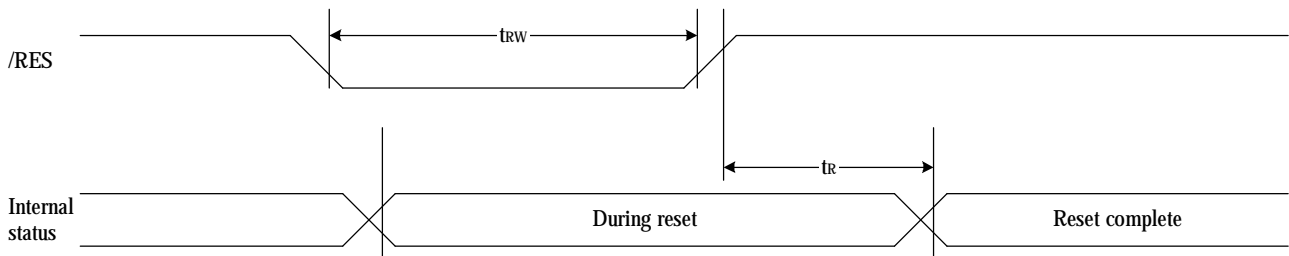 /RES
tRW
tR
Internal
status
During reset
Reset complete